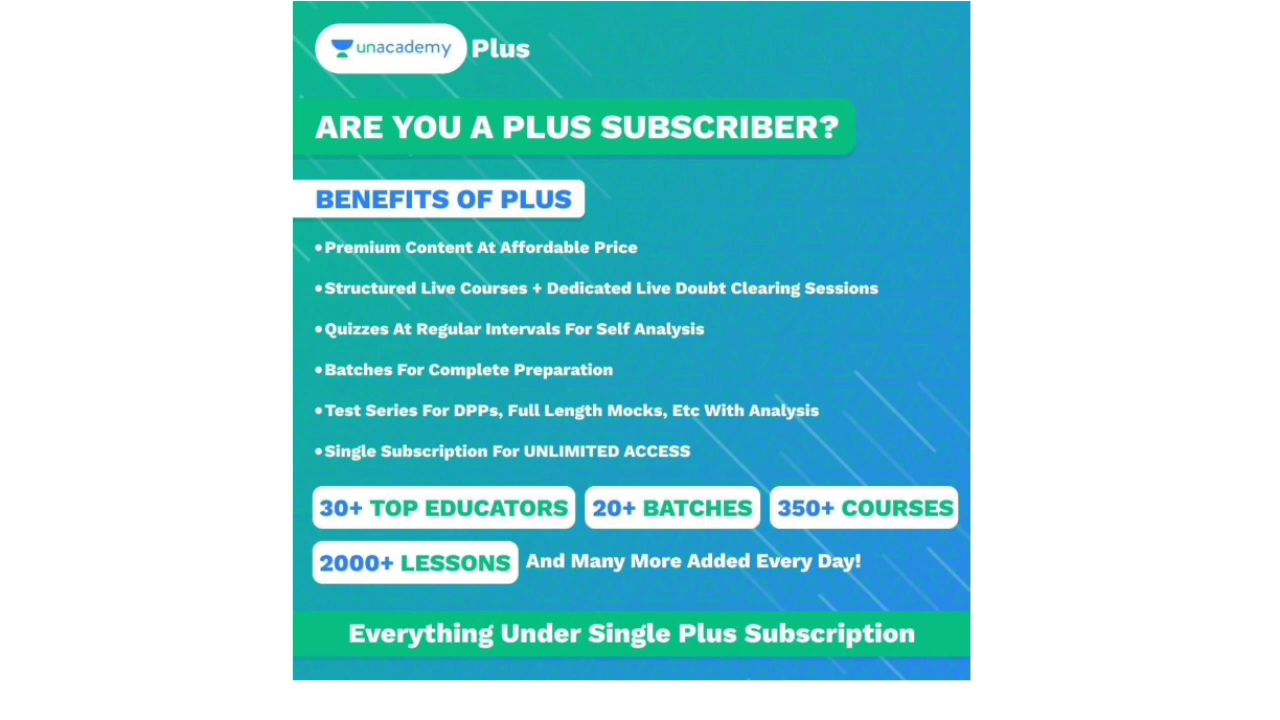 unacademy Plus
ARE YOU A PLUS SUBSCRIBER?
BENEFITS OF PLUS
•Premium Content At Affordable Price
•Structured Live Courses + Dedicated Live Doubt Clearing Sessions
•Quizzes At Regular Intervals For Self Analysis
•Batches For Complete Preparation
•Test Series For DPPs, Full Length Mocks, Etc With Analysis
•Single Subscription For UNLIMITED ACCESS
30+ TOP EDUCATORS 20+ BATCHES 350+ COURSES
2000+ LESSONS And Many More Added Every Day!
Everything Under Single Plus Subscription